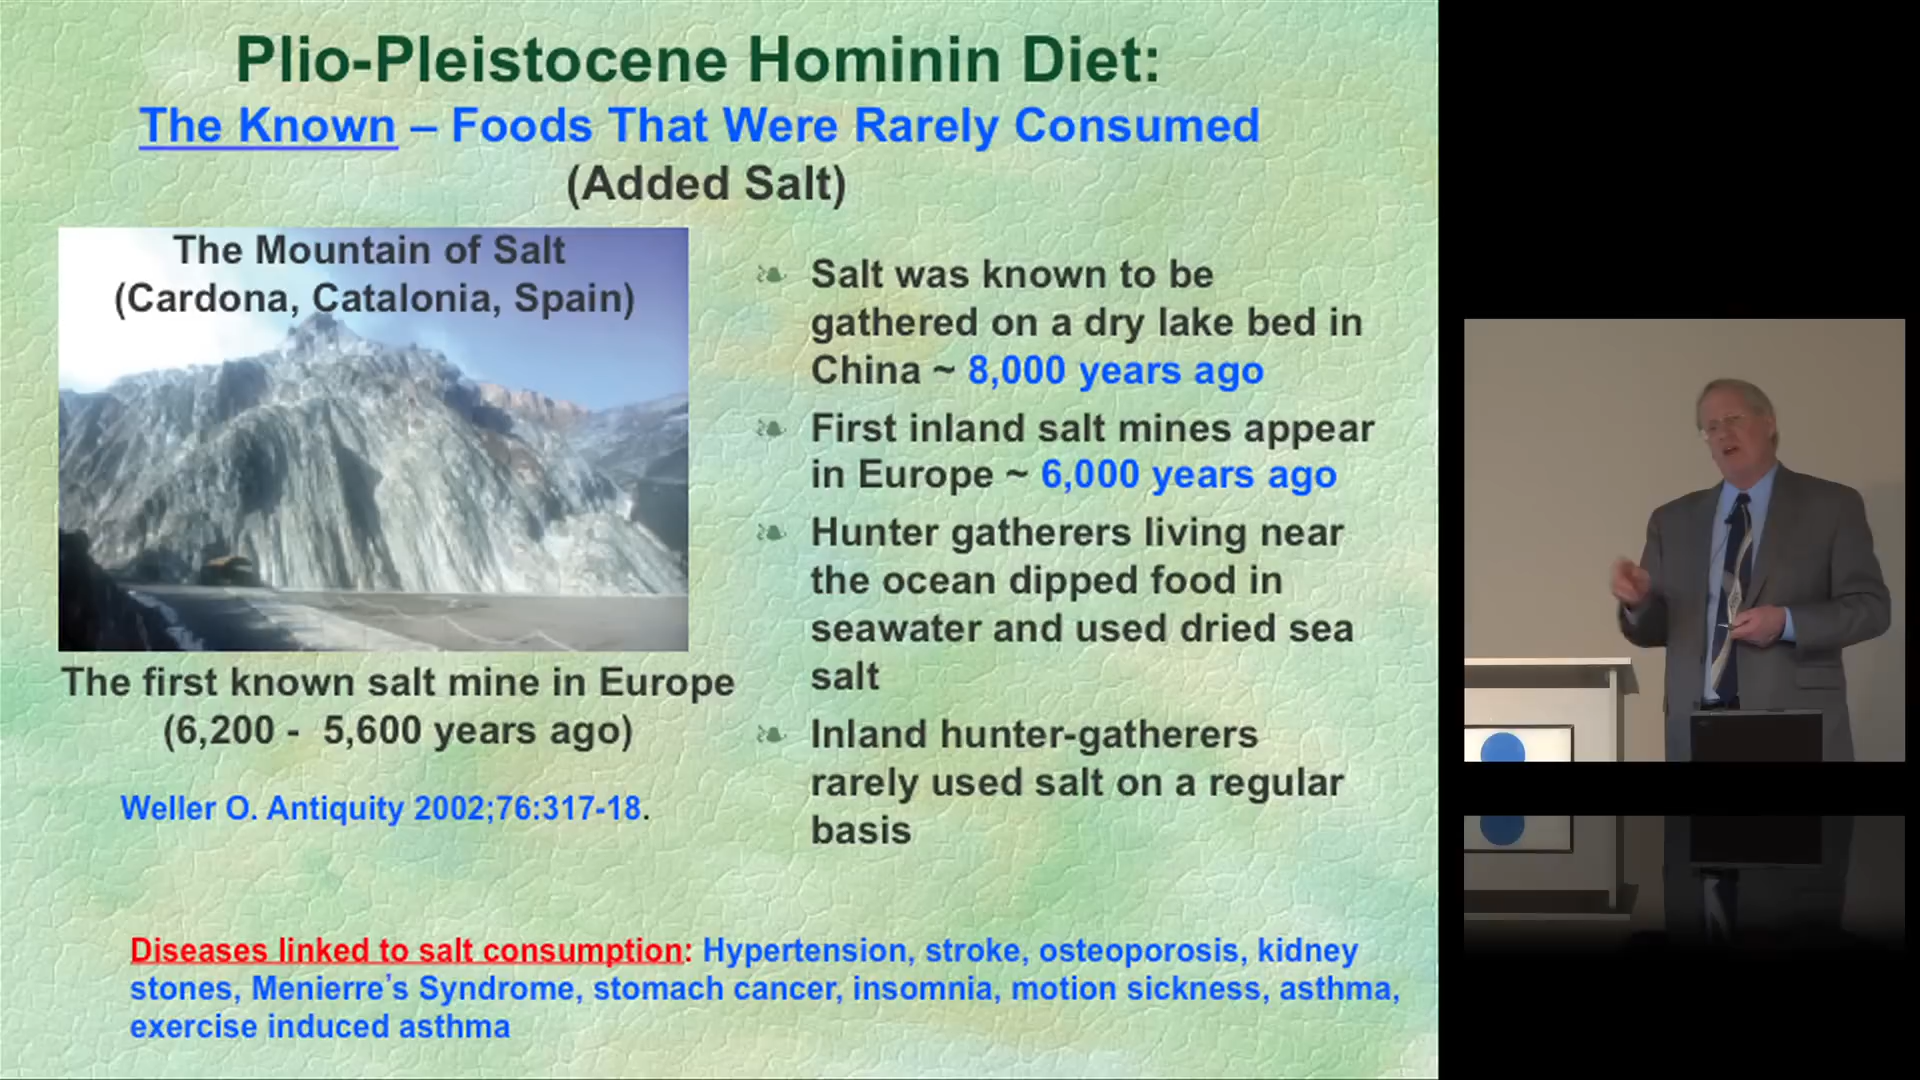 Plio-Pleistocene Hominin Diet:
The Known – Foods That Were Rarely Consumed
(Added Salt)
The Mountain of Salt
(Cardona, Catalonia, Spain)
The first known salt mine in Europe
(6,200 - 5,600 years ago)
Weller O. Antiquity 2002;76:317-18.
Salt was known to be
gathered on a dry lake bed in
China ~ 8,000 years ago
First inland salt mines appear
in Europe ~ 6,000 years ago
Hunter gatherers living near
the ocean dipped food in
seawater and used dried sea
salt
Inland hunter-gatherers
rarely used salt on a regular
basis
Diseases linked to salt consumption: Hypertension, stroke, osteoporosis, kidney
stones, Menierre's Syndrome, stomach cancer, insomnia, motion sickness, asthma,
exercise induced asthma